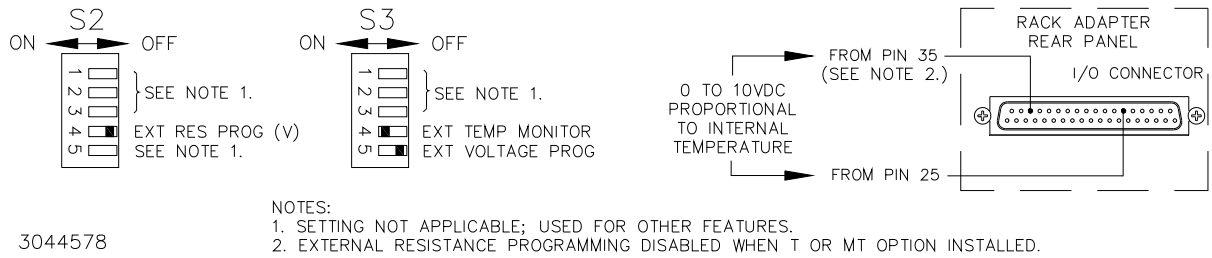 S2
ON OFF
1
2
3
SEE NOTE 1.
4 EXT RES PROG (V)
5 SEE NOTE 1.
S3
ON OFF
1
2
3
SEE NOTE 1.
4 EXT TEMP MONITOR
5 EXT VOLTAGE PROG
0 TO 10VDC
PROPORTIONAL
TO INTERNAL
TEMPERATURE
FROM PIN 35
(SEE NOTE 2.)
FROM PIN 25
RACK ADAPTER
REAR PANEL
I/O CONNECTOR
NOTES:
1. SETTING NOT APPLICABLE; USED FOR OTHER FEATURES.
2. EXTERNAL RESISTANCE PROGRAMMING DISABLED WHEN T OR MT OPTION INSTALLED.
3044578